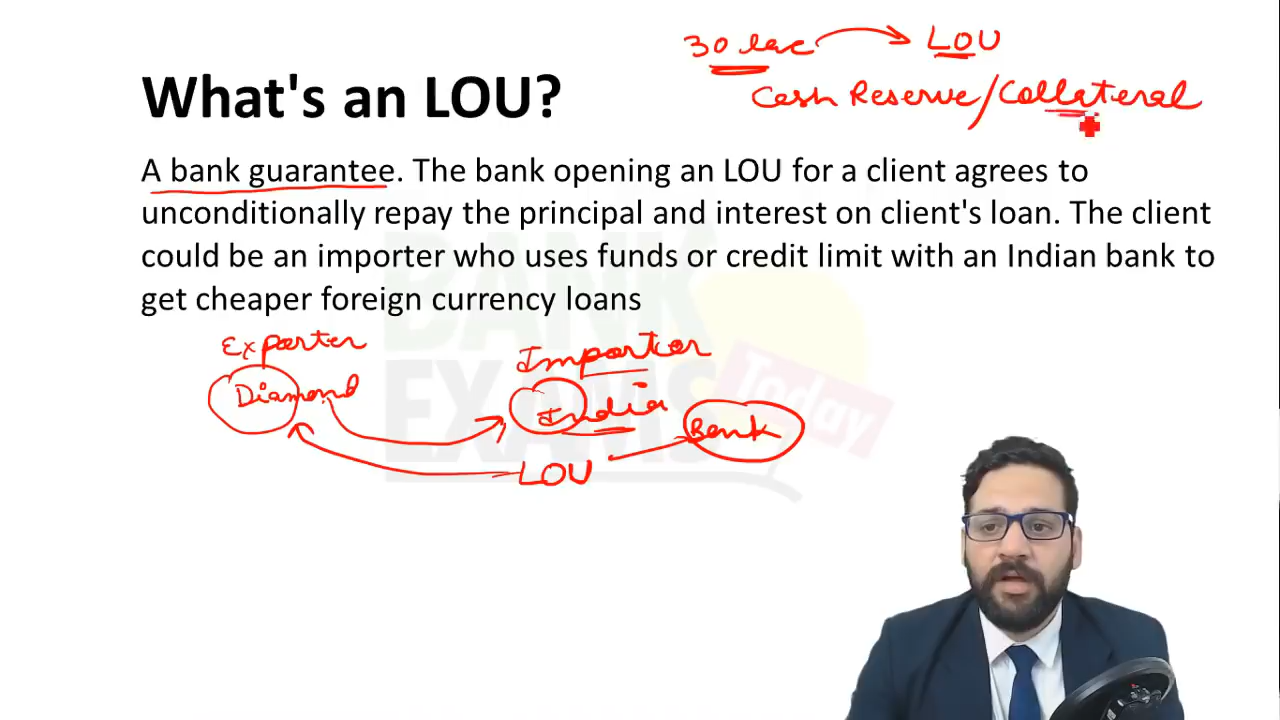 30 lac LOU
What's an LOU?
Cash Reserve/Collateral
A bank guarantee. The bank opening an LOU for a client agrees to
unconditionally repay the principal and interest on client's loan. The client
could be an importer who uses funds or credit limit with an Indian bank to
get cheaper foreign currency loans
Exporter
Importer
Diamond
India
Bank
LOU
BANK
EXAMS
Today